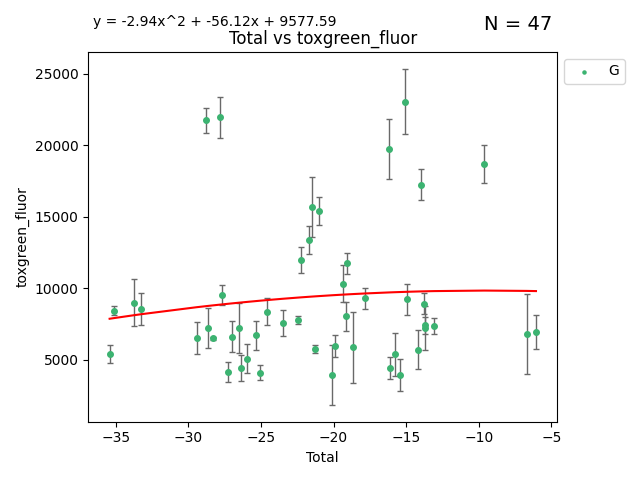 y = -2.94x^2 + -56.12x + 9577.59
N = 47
Total vs toxgreen_fluor
G
25000
20000
15000
10000
5000
toxgreen_fluor
−35
−30
−25
−20
−15
−10
−5
Total